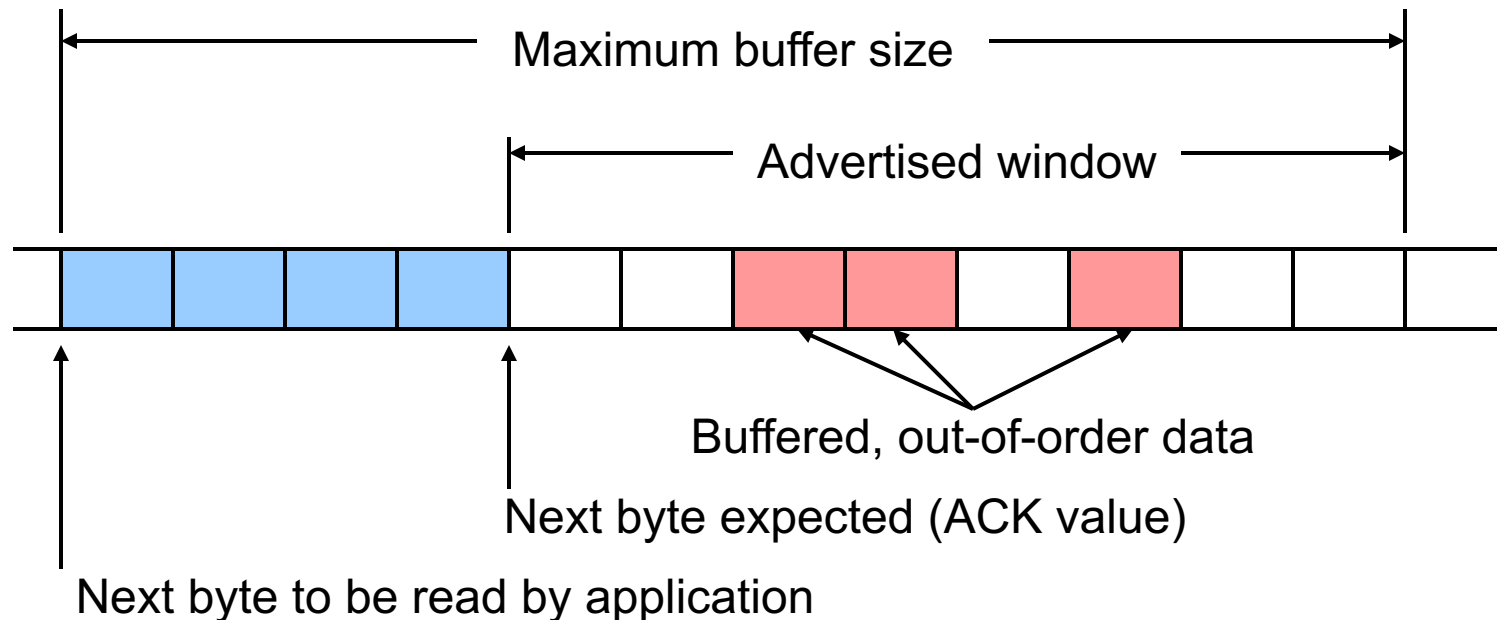 Maximum buffer size
Advertised window
Buffered, out-of-order data
Next byte expected (ACK value)
Next byte to be read by application